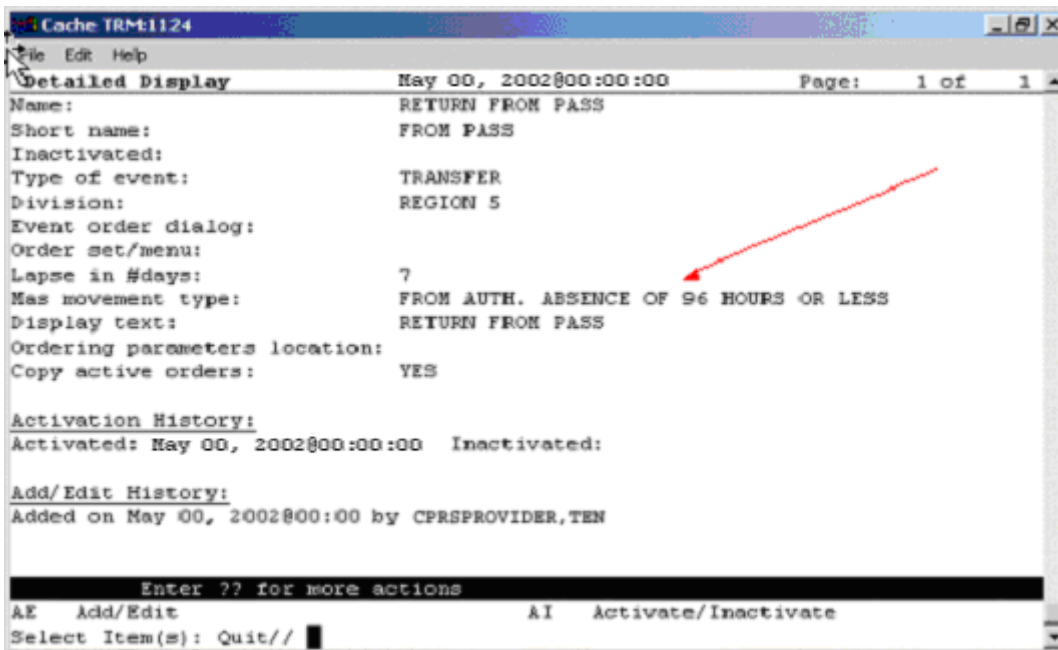 Cache TRM:1124
File Edit Help
Detailed Display May 00, 2002@00:00:00 Page: 1 of 1
Name: RETURN FROM PASS
Short name: FROM PASS
Inactivated:
Type of event: TRANSFER
Division: REGION 5
Event order dialog:
Order set/menu:
Lapse in #days: 7
Mas movement type: FROM AUTH. ABSENCE OF 96 HOURS OR LESS
Display text: RETURN FROM PASS
Ordering parameters location:
Copy active orders: YES
Activation History:
Activated: May 00, 2002@00:00:00 Inactivated:
Add/Edit History:
Added on May 00, 2002@00:00 by CPRSPROVIDER,TEN
Enter ?? for more actions
AE Add/Edit AI Activate/Inactivate
Select Item(s): Quit//